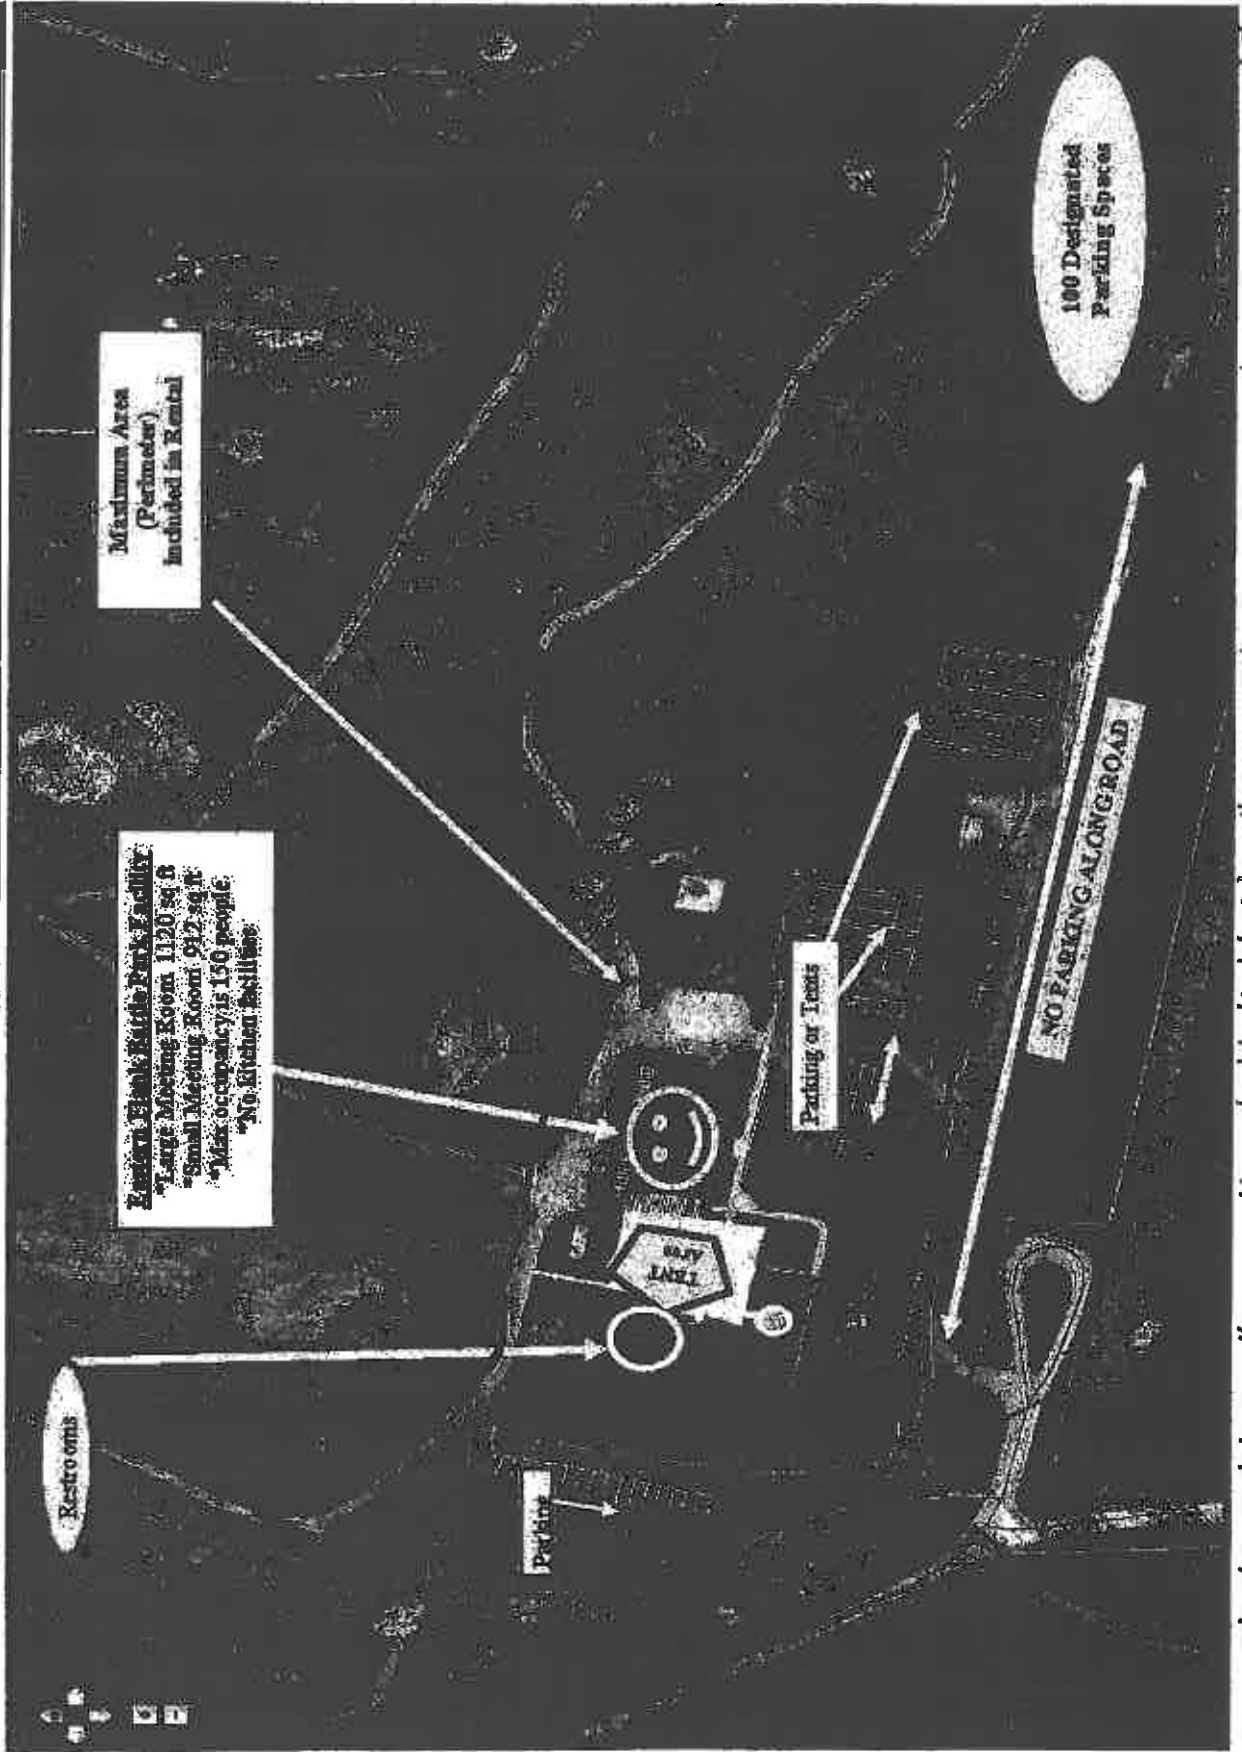 Restrooms
Eastern Flank Battle Park Facility
*Large Meeting Room 1120 sq ft
*Small Meeting Room 912 sq ft
*Max occupancy is 150 people
*No Kitchen facilities
Maximum Area
(Perimeter)
Included in Rental
Parking
TENT
Area
Parking or Tents
NO PARKING ALONG ROAD
100 Designated
Parking Spaces